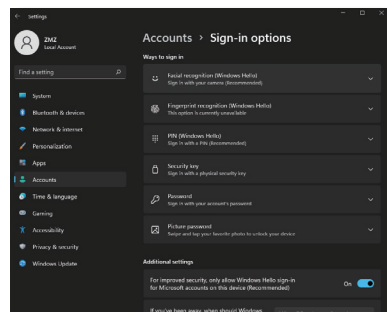 Settings
ZMZ
Local Account
Find a setting
System
Bluetooth & devices
Network & internet
Personalization
Apps
Accounts
Time & language
Gaming
Accessibility
Privacy & security
Windows Update
Accounts > Sign-in options
Ways to sign in
Facial recognition (Windows Hello)
Sign in with your camera (Recommended)
Fingerprint recognition (Windows Hello)
This option is currently unavailable
PIN (Windows Hello)
Sign in with a PIN (Recommended)
Security key
Sign in with a physical security key
Password
Sign in with your account's password
Picture password
Swipe and tap your favorite photo to unlock your device
Additional settings
For improved security, only allow Windows Hello sign-in
for Microsoft accounts on this device (Recommended)
On
If you've been away, when should Windows